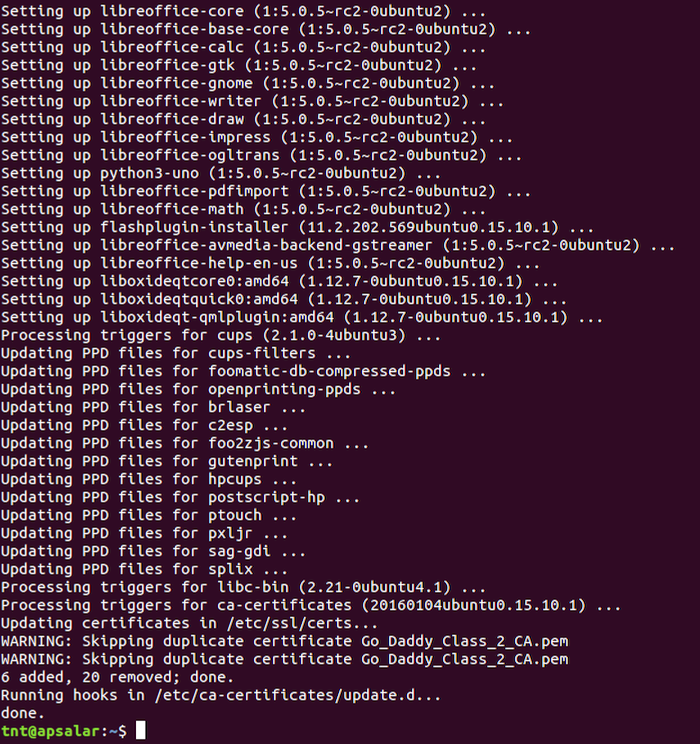 Setting up libreoffice-core (1:5.0.5~rc2-0ubuntu2) ...
Setting up libreoffice-base-core (1:5.0.5~rc2-0ubuntu2) ...
Setting up libreoffice-calc (1:5.0.5~rc2-0ubuntu2) ...
Setting up libreoffice-gtk (1:5.0.5~rc2-0ubuntu2) ...
Setting up libreoffice-gnome (1:5.0.5~rc2-0ubuntu2) ...
Setting up libreoffice-writer (1:5.0.5~rc2-0ubuntu2) ...
Setting up libreoffice-draw (1:5.0.5~rc2-0ubuntu2) ...
Setting up libreoffice-impress (1:5.0.5~rc2-0ubuntu2) ...
Setting up libreoffice-ogltrans (1:5.0.5~rc2-0ubuntu2) ...
Setting up python3-uno (1:5.0.5~rc2-0ubuntu2) ...
Setting up libreoffice-pdfimport (1:5.0.5~rc2-0ubuntu2) ...
Setting up libreoffice-math (1:5.0.5~rc2-0ubuntu2) ...
Setting up flashplugin-installer (11.2.202.569ubuntu0.15.10.1) ...
Setting up libreoffice-avmedia-backend-gstreamer (1:5.0.5~rc2-0ubuntu2) ...
Setting up libreoffice-help-en-us (1:5.0.5~rc2-0ubuntu2) ...
Setting up liboxideqtcore0:amd64 (1.12.7-0ubuntu0.15.10.1) ...
Setting up liboxideqtquick0:amd64 (1.12.7-0ubuntu0.15.10.1) ...
Setting up liboxideqt-qmlplugin:amd64 (1.12.7-0ubuntu0.15.10.1) ...
Processing triggers for cups (2.1.0-4ubuntu3) ...
Updating PPD files for cups-filters ...
Updating PPD files for foomatic-db-compressed-ppds ...
Updating PPD files for openprinting-ppds ...
Updating PPD files for brlaser ...
Updating PPD files for c2esp ...
Updating PPD files for foo2zjs-common ...
Updating PPD files for gutenprint ...
Updating PPD files for hpcups ...
Updating PPD files for postscript-hp ...
Updating PPD files for ptouch ...
Updating PPD files for pxljr ...
Updating PPD files for sag-gdi ...
Updating PPD files for splix ...
Processing triggers for libc-bin (2.21-0ubuntu4.1) ...
Processing triggers for ca-certificates (20160104ubuntu0.15.10.1) ...
Updating certificates in /etc/ssl/certs...
WARNING: Skipping duplicate certificate Go_Daddy_Class_2_CA.pem
WARNING: Skipping duplicate certificate Go_Daddy_Class_2_CA.pem
6 added, 20 removed; done.
Running hooks in /etc/ca-certificates/update.d...
done.
tnt@apsalar:~$